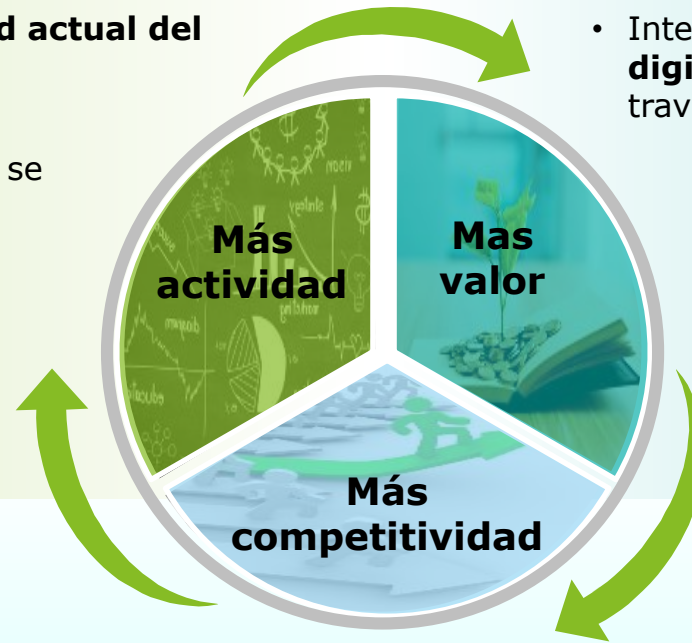 d actual del
se
• Inte
digi
trav
Más
actividad
Mas
valor
Más
competitividad